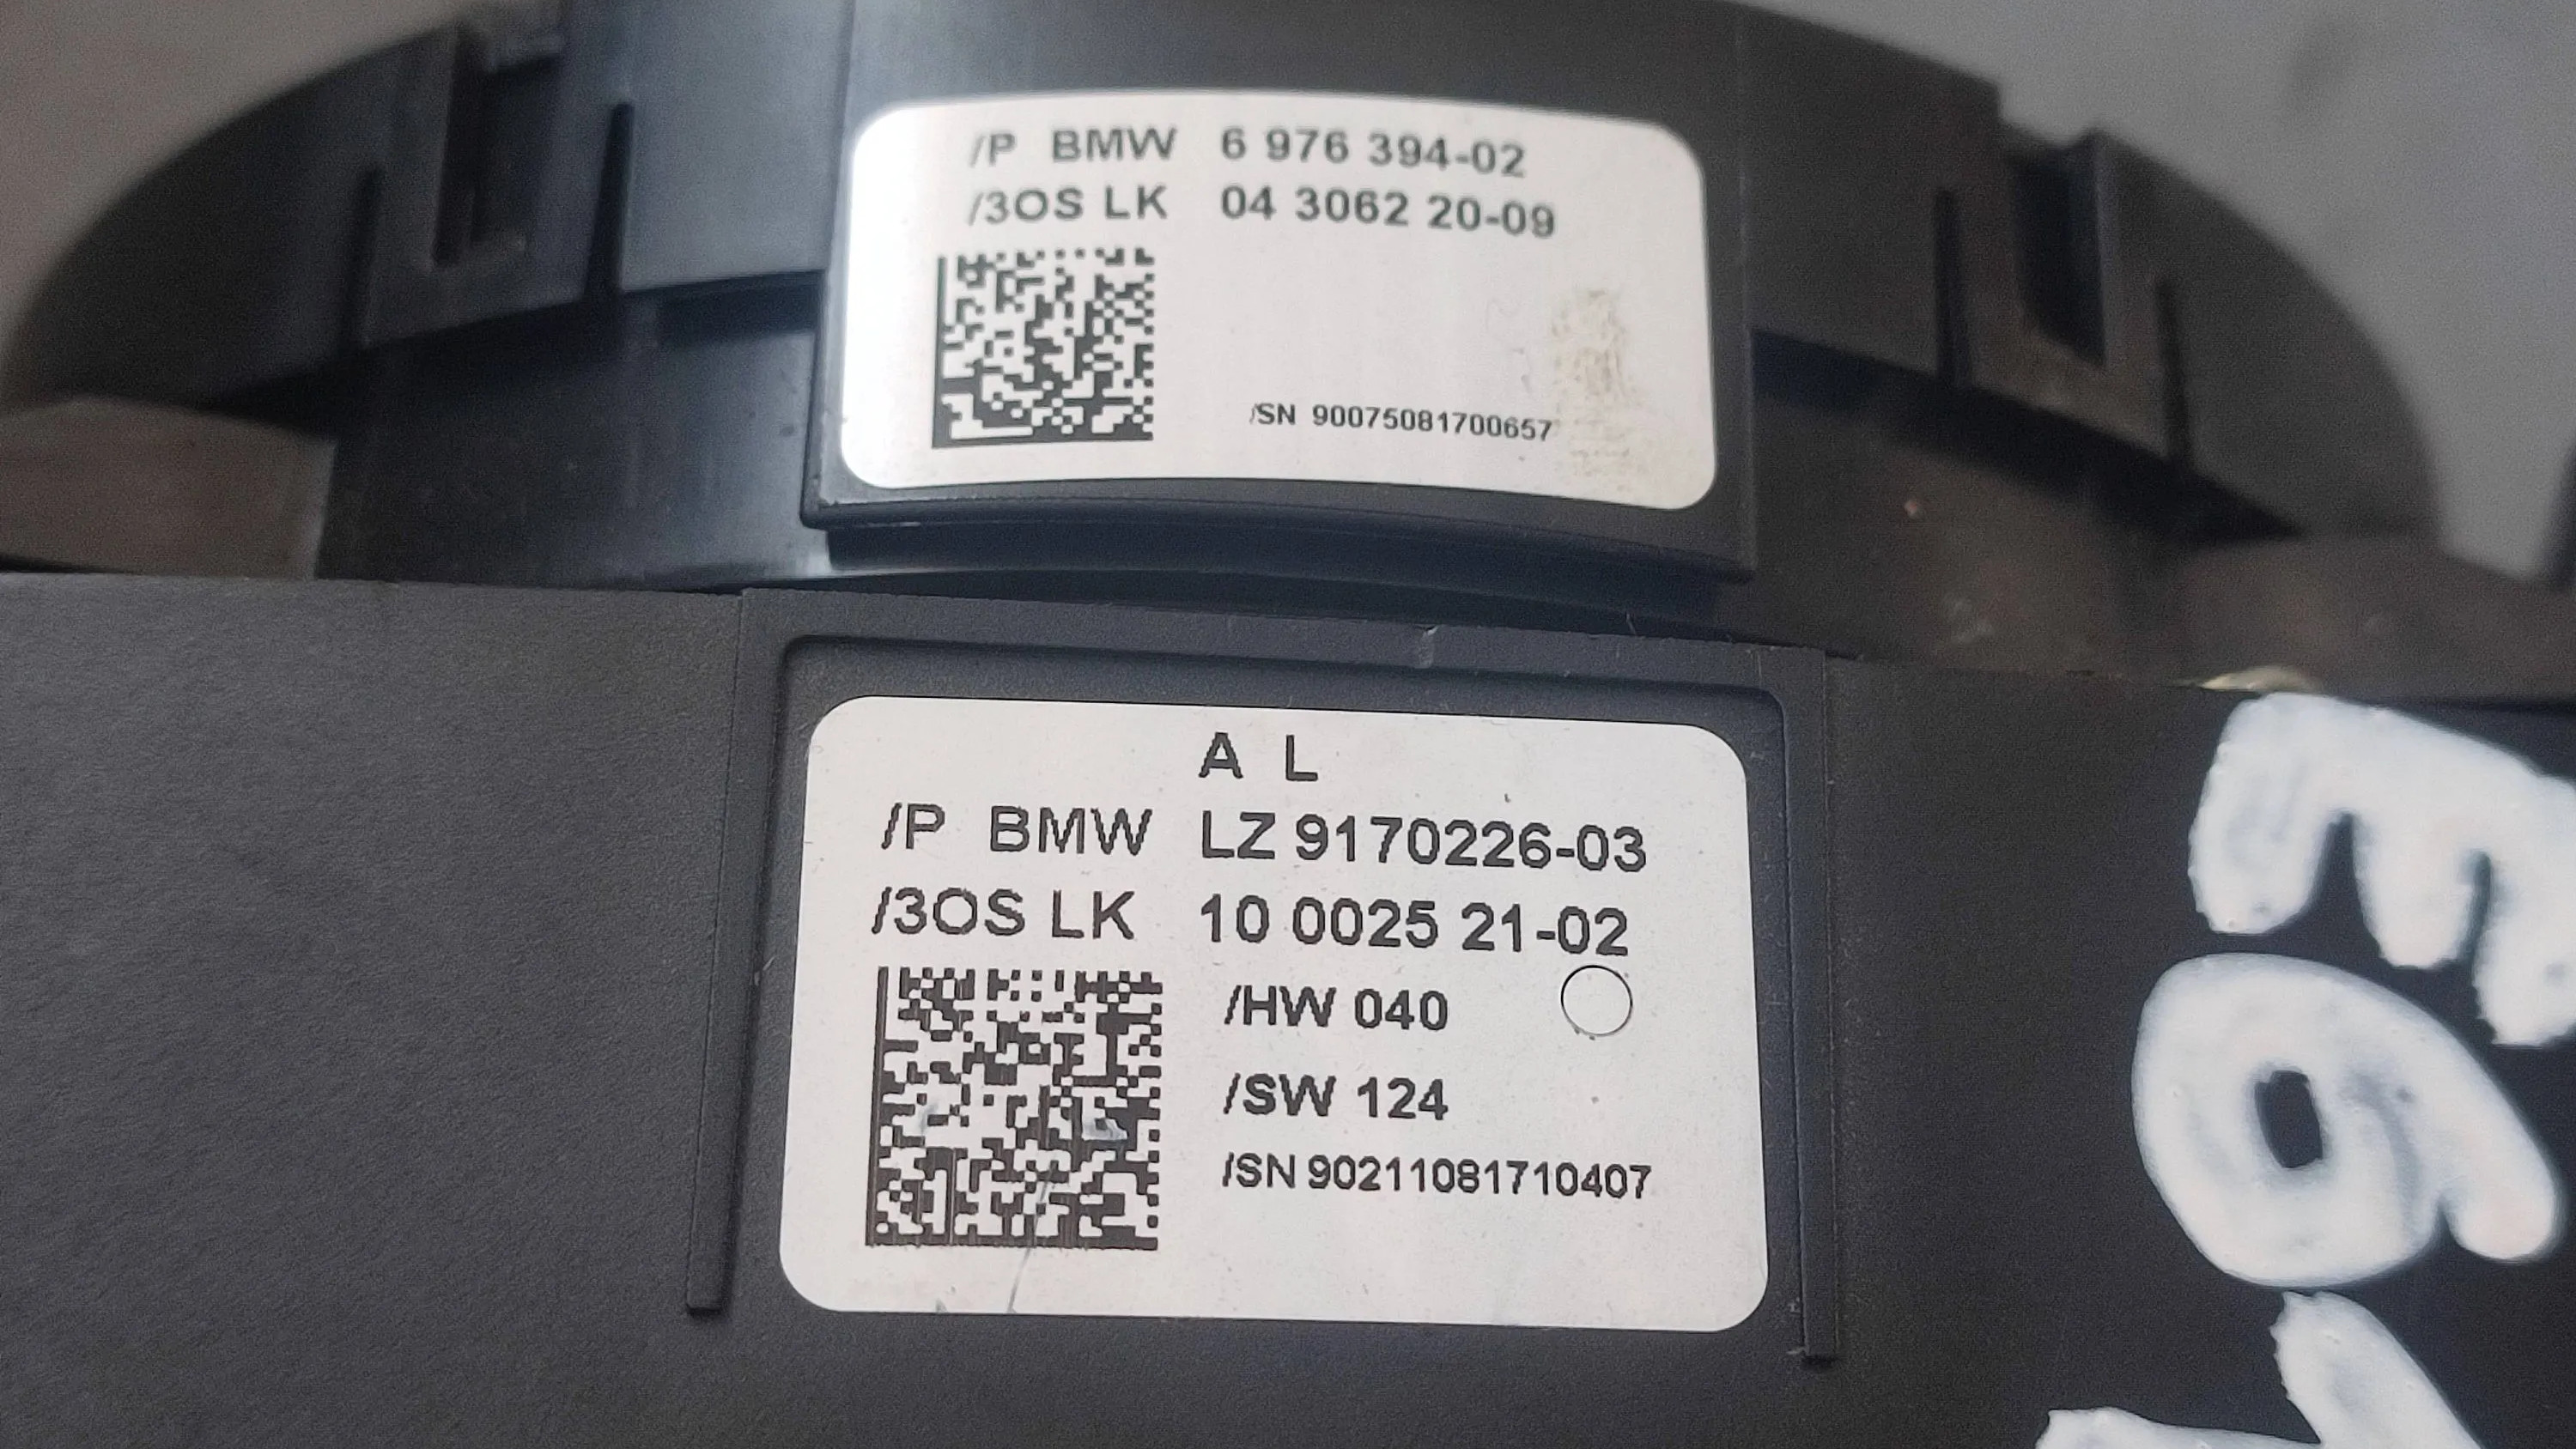 /P BMW 6 976 394-02
/3OS LK 04 3062 20-09
/SN 90075081700657
A L
/P BMW LZ 9170226-03
/3OS LK 10 0025 21-02
/HW 040
/SW 124
/SN 90211081710407